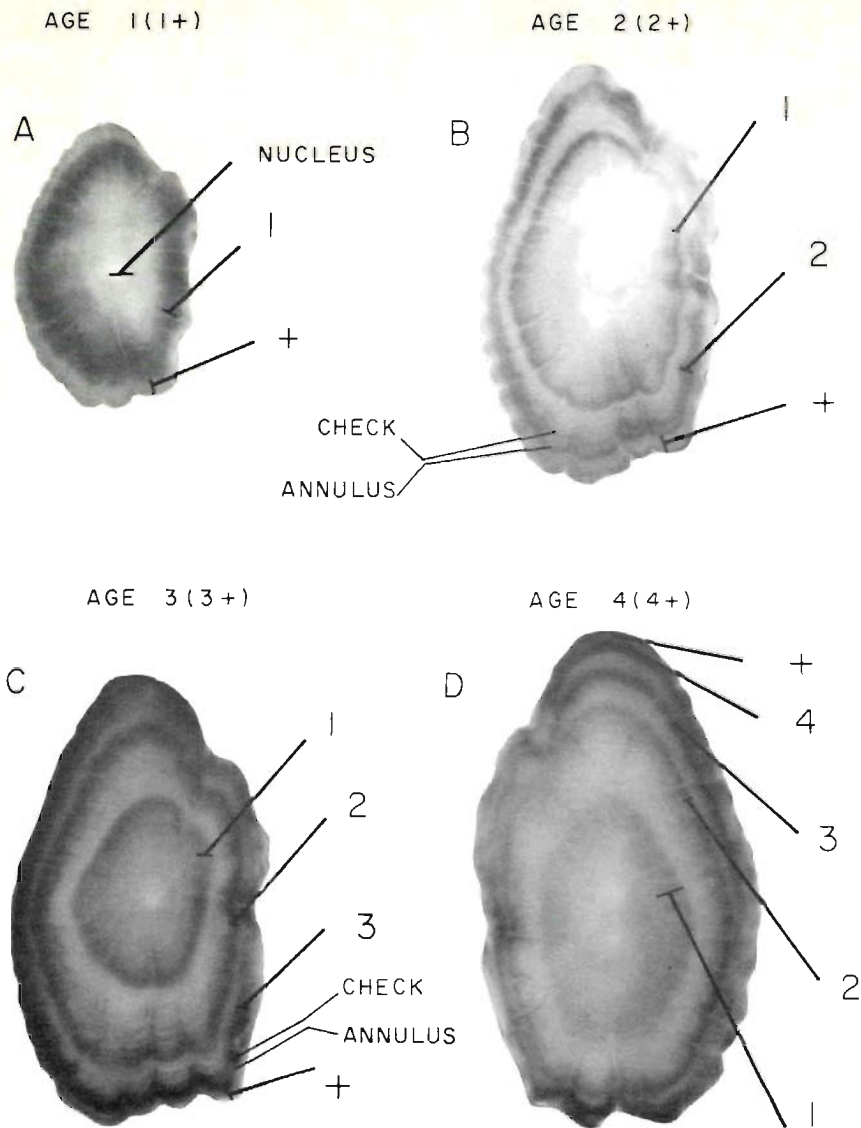 AGE 1(1+)
AGE 2(2+)
A
NUCLEUS
1
+
B
1
2
+
CHECK
ANNULUS
AGE 3(3+)
AGE 4(4+)
C
1
2
3
CHECK
ANNULUS
+
D
+
4
3
2
1